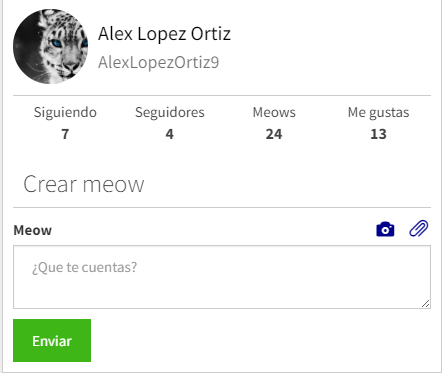 Alex Lopez Ortiz
AlexLopezOrtiz9
Siguiendo Seguidores Meows Me gustas
7 4 24 13
Crear meow
Meow
¿Que te cuentas?
Enviar